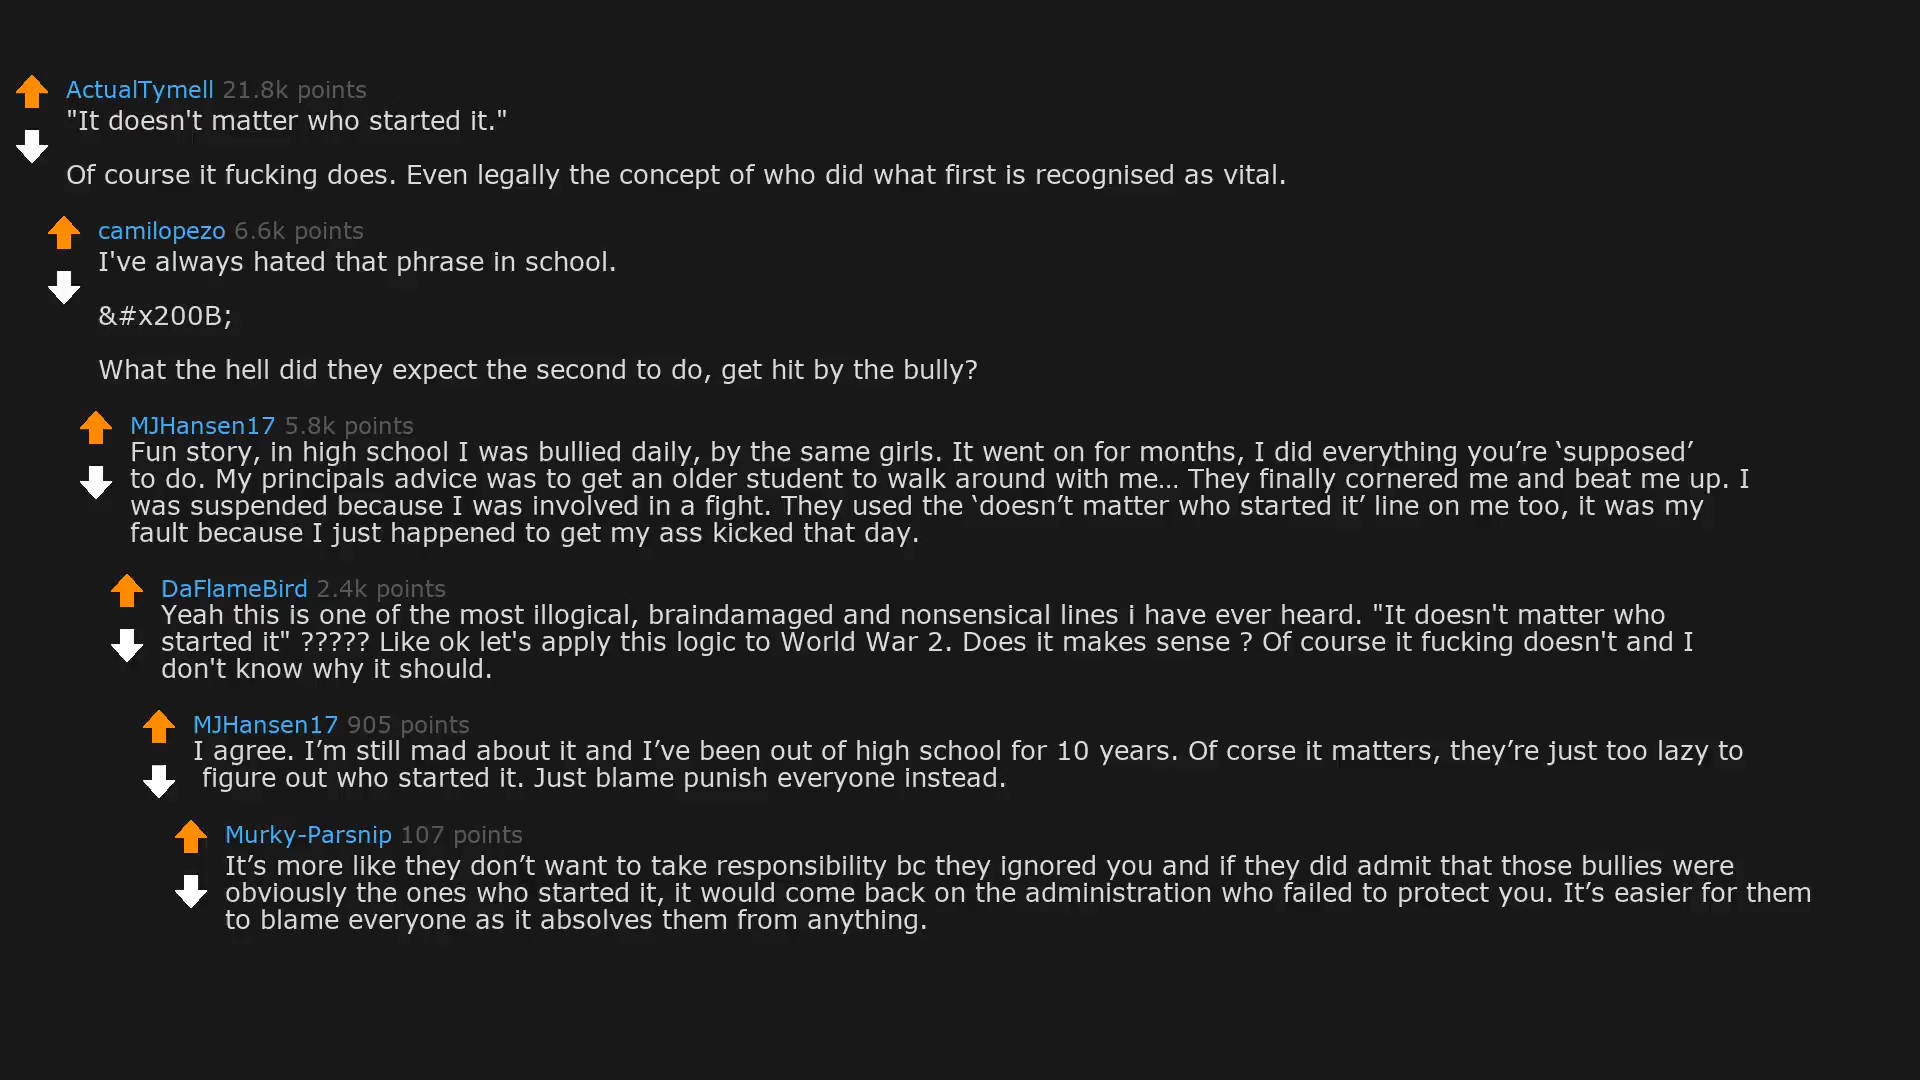 ActualTymell 21.8k points
"It doesn't matter who started it."
Of course it fucking does. Even legally the concept of who did what first is recognised as vital.
camilopezo 6.6k points
I've always hated that phrase in school.
&#x200B;
What the hell did they expect the second to do, get hit by the bully?
MJHansen17 5.8k points
Fun story, in high school I was bullied daily, by the same girls. It went on for months, I did everything you’re ‘supposed’
to do. My principals advice was to get an older student to walk around with me… They finally cornered me and beat me up. I
was suspended because I was involved in a fight. They used the ‘doesn’t matter who started it’ line on me too, it was my
fault because I just happened to get my ass kicked that day.
DaFlameBird 2.4k points
Yeah this is one of the most illogical, braindamaged and nonsensical lines i have ever heard. "It doesn't matter who
started it" ????? Like ok let's apply this logic to World War 2. Does it makes sense ? Of course it fucking doesn't and I
don't know why it should.
MJHansen17 905 points
I agree. I’m still mad about it and I’ve been out of high school for 10 years. Of corse it matters, they’re just too lazy to
figure out who started it. Just blame punish everyone instead.
Murky-Parsnip 107 points
It’s more like they don’t want to take responsibility bc they ignored you and if they did admit that those bullies were
obviously the ones who started it, it would come back on the administration who failed to protect you. It’s easier for them
to blame everyone as it absolves them from anything.